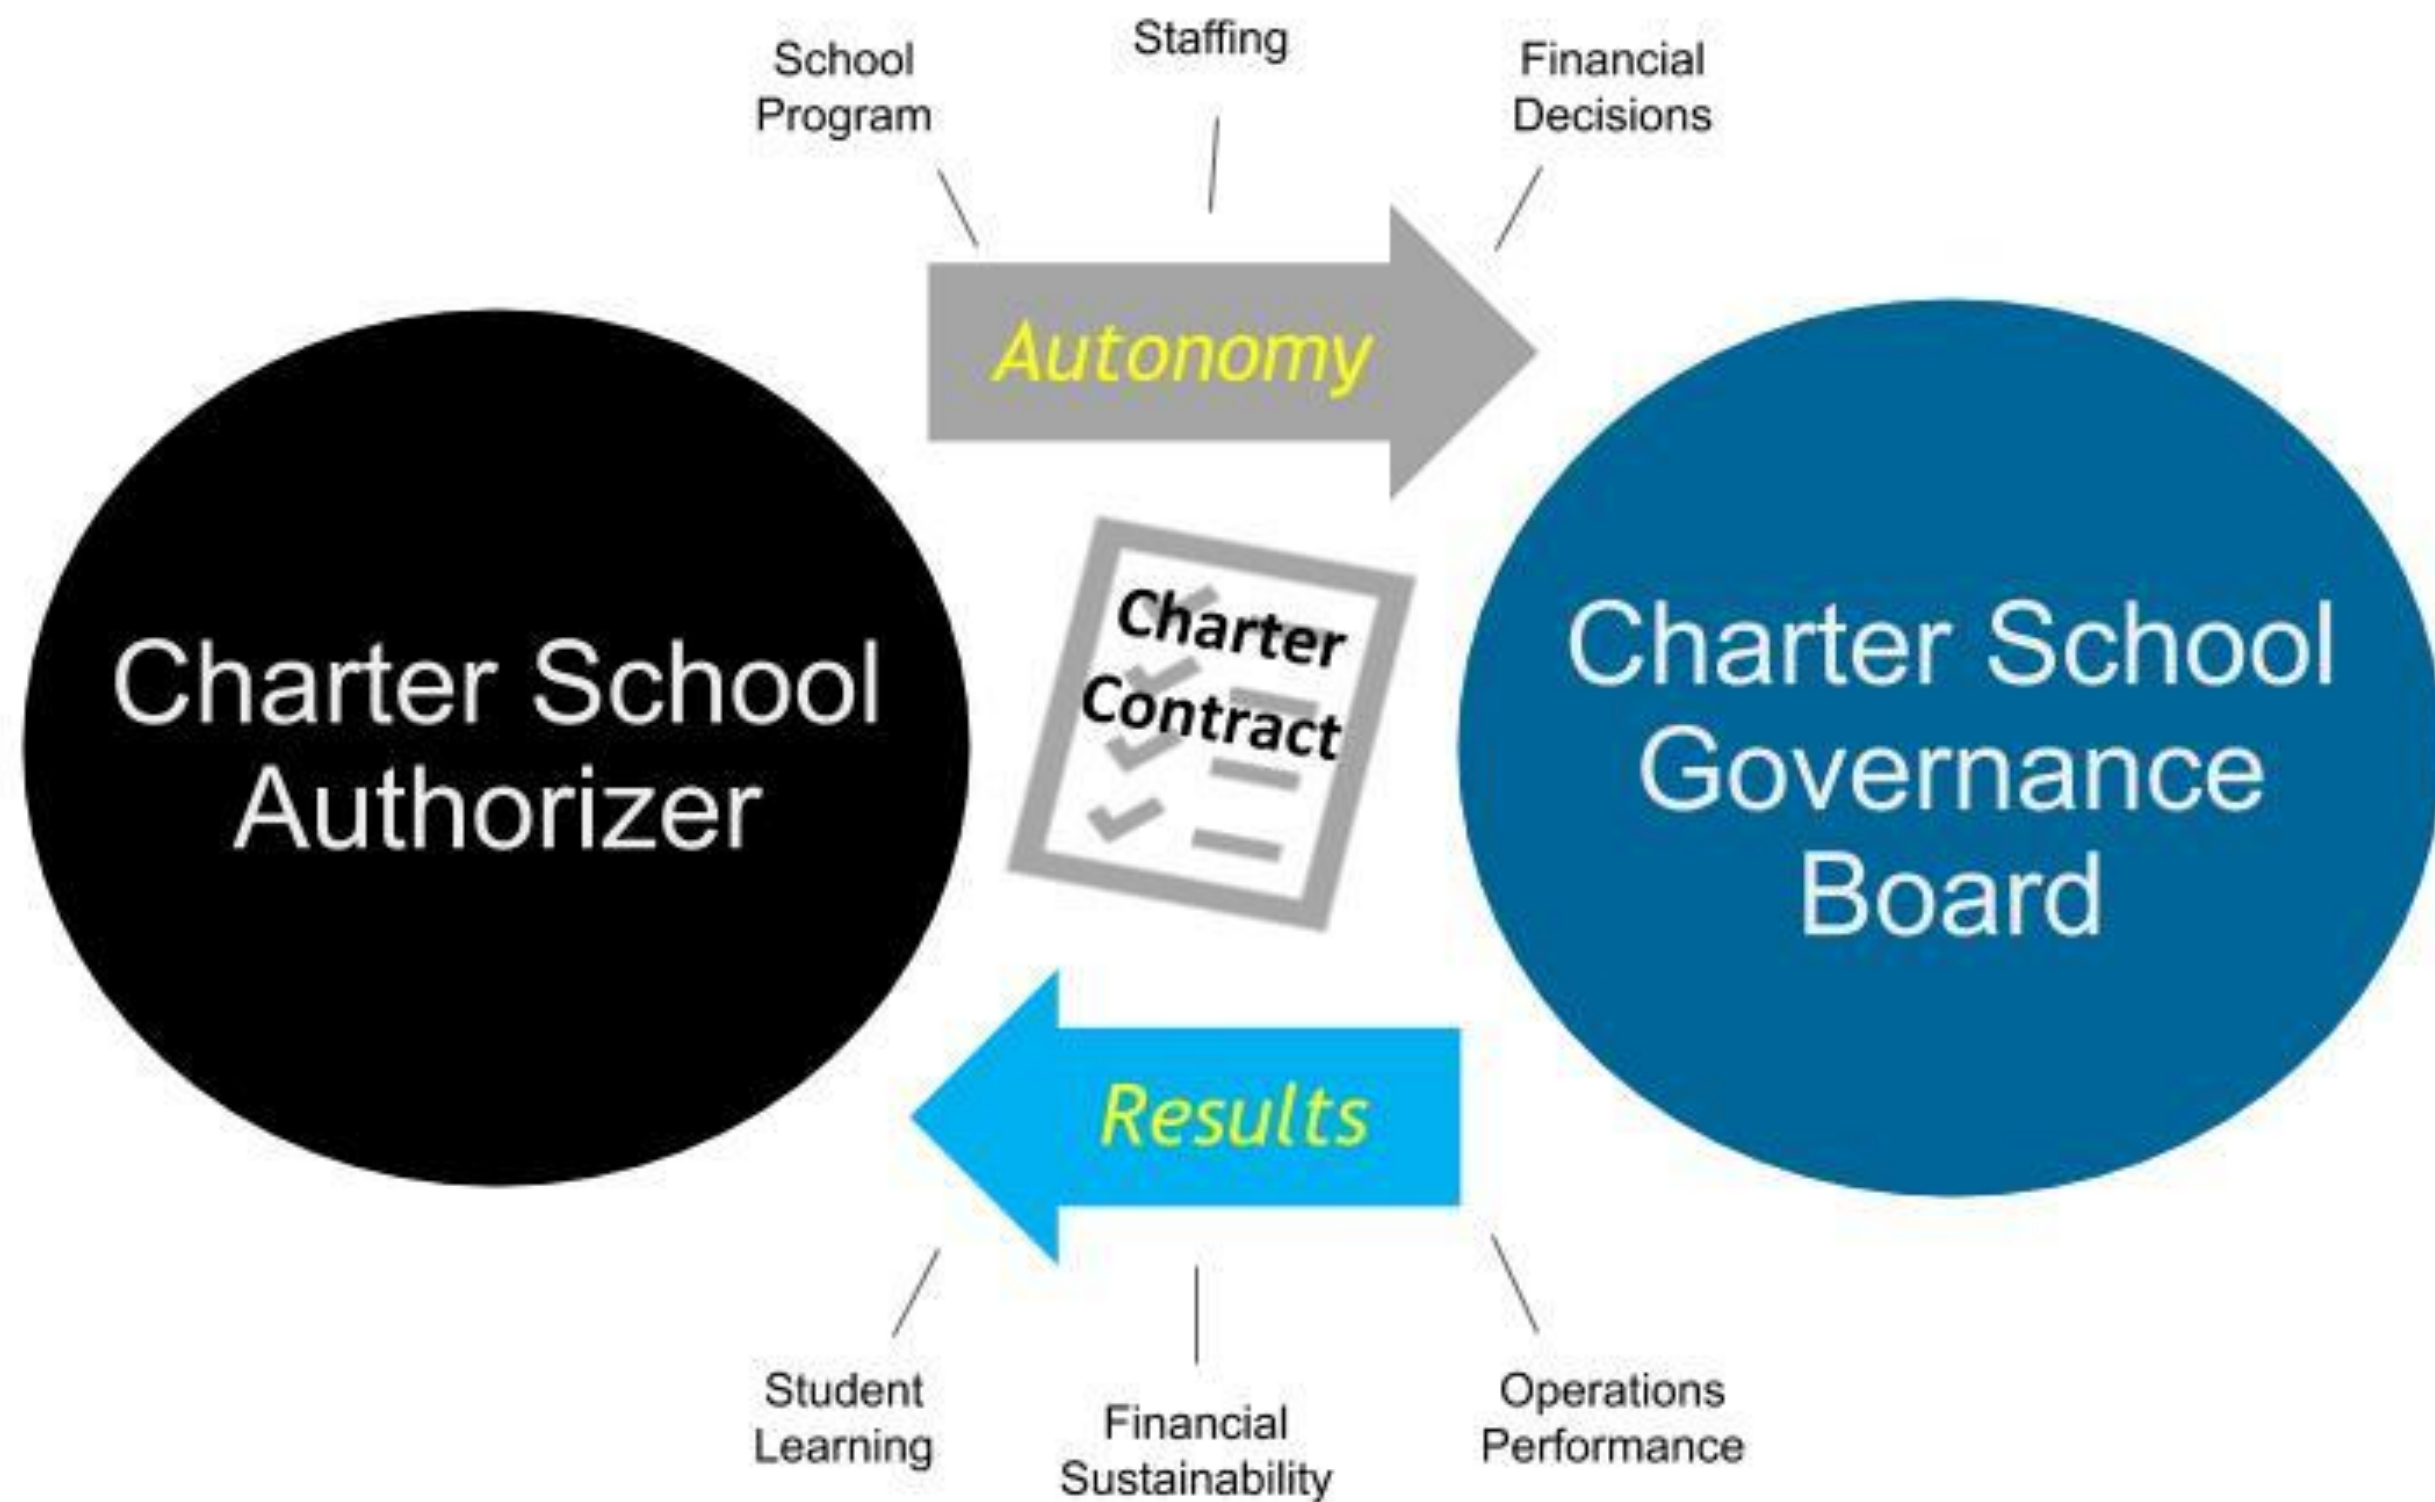 School
Program
Staffing
Financial
Decisions
Autonomy
Charter School
Authorizer
Charter
Contract
Charter School
Governance
Board
Results
Student
Learning
Financial
Sustainability
Operations
Performance